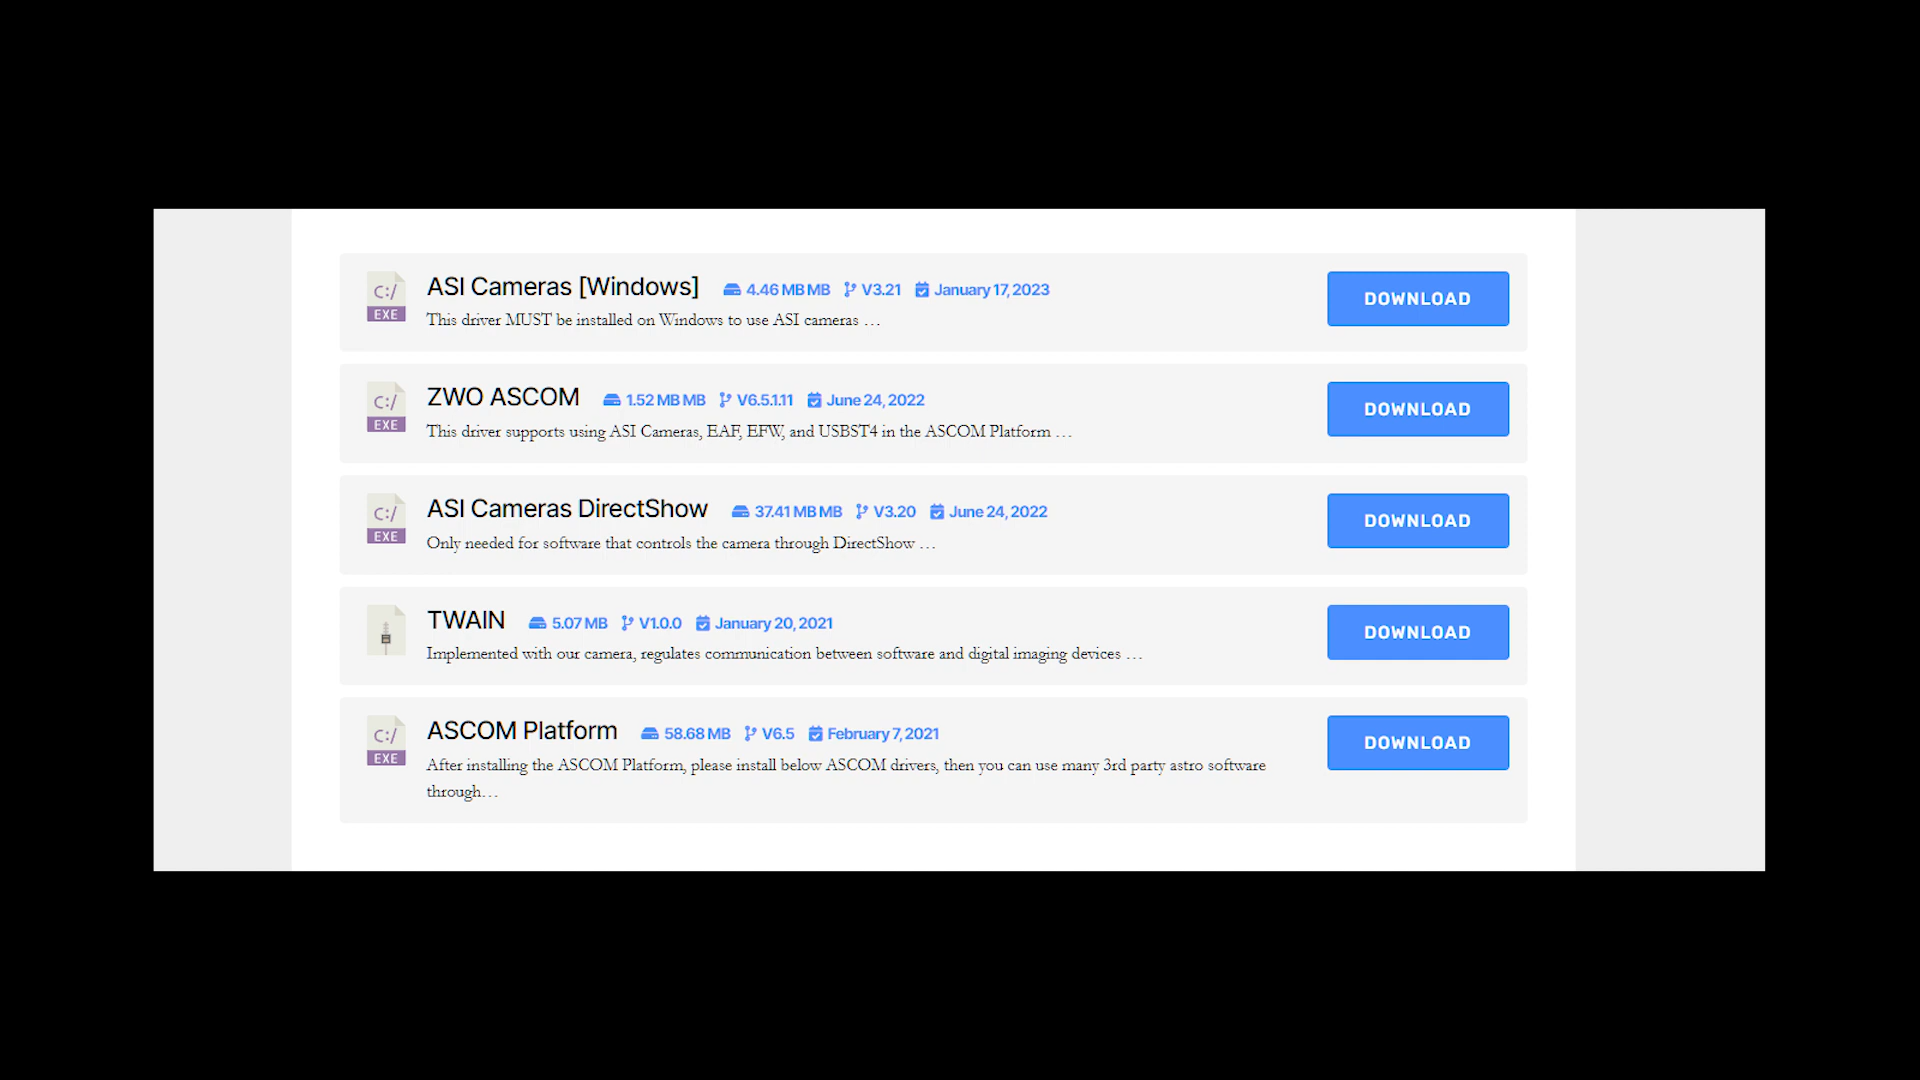 C:/
EXE
ASI Cameras [Windows] 4.46 MB MB V3.21 January 17, 2023
This driver MUST be installed on Windows to use ASI cameras …
DOWNLOAD
C:/
EXE
ZWO ASCOM 1.52 MB MB V6.5.1.11 June 24, 2022
This driver supports using ASI Cameras, EAF, EFW, and USBST4 in the ASCOM Platform …
DOWNLOAD
C:/
EXE
ASI Cameras DirectShow 37.41 MB MB V3.20 June 24, 2022
Only needed for software that controls the camera through DirectShow …
DOWNLOAD
TWAIN 5.07 MB V1.0.0 January 20, 2021
Implemented with our camera, regulates communication between software and digital imaging devices …
DOWNLOAD
C:/
EXE
ASCOM Platform 58.68 MB V6.5 February 7, 2021
After installing the ASCOM Platform, please install below ASCOM drivers, then you can use many 3rd party astro software
through…
DOWNLOAD